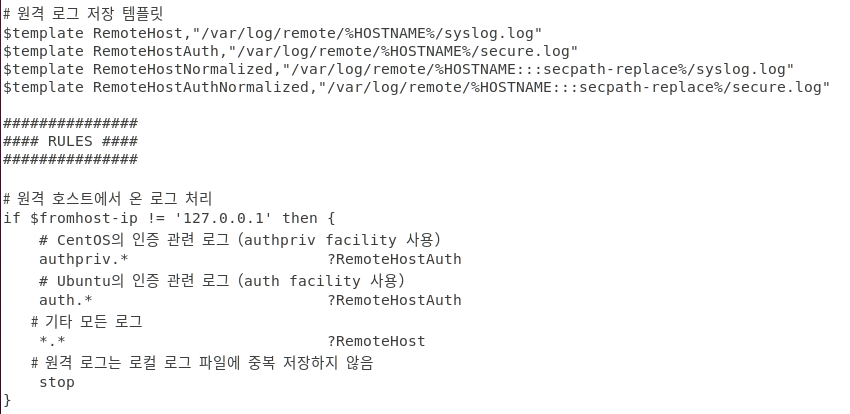 # 원격 로그 저장 템플릿
$template RemoteHost,"/var/log/remote/%HOSTNAME%/syslog.log"
$template RemoteHostAuth,"/var/log/remote/%HOSTNAME%/secure.log"
$template RemoteHostNormalized,"/var/log/remote/%HOSTNAME:::secpath-replace%/syslog.log"
$template RemoteHostAuthNormalized,"/var/log/remote/%HOSTNAME:::secpath-replace%/secure.log"

###############
#### RULES ####
###############

# 원격 호스트에서 온 로그 처리
if $fromhost-ip != '127.0.0.1' then {
    # CentOS의 인증 관련 로그 (authpriv facility 사용)
    authpriv.*                      ?RemoteHostAuth
    # Ubuntu의 인증 관련 로그 (auth facility 사용)
    auth.*                          ?RemoteHostAuth
    # 기타 모든 로그
    *.*                             ?RemoteHost
    # 원격 로그는 로컬 로그 파일에 중복 저장하지 않음
    stop
}